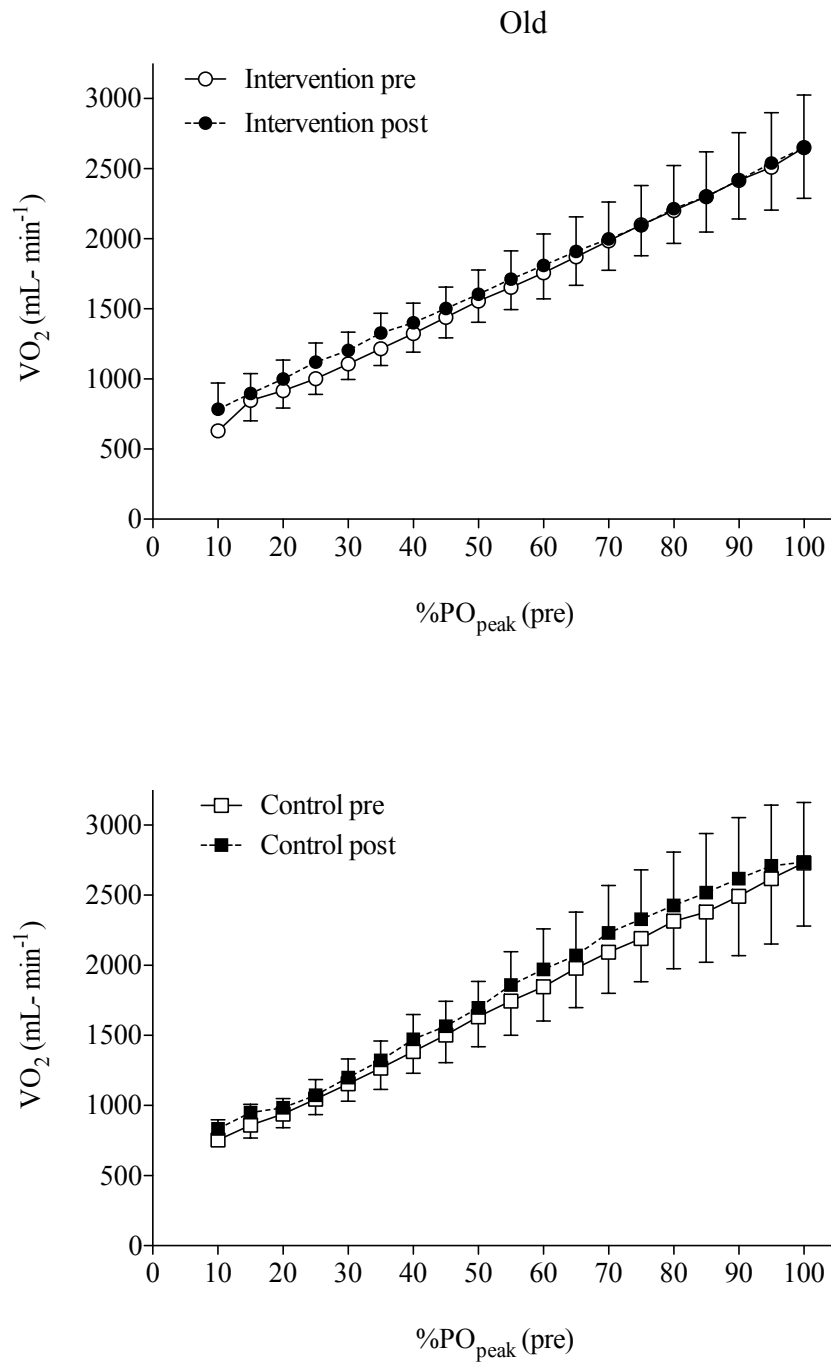 Old
Intervention pre
Intervention post
3000
2500
2000
1500
1000
500
0
VO2 (mL- min-1)
0 10 20 30 40 50 60 70 80 90 100
%POpeak (pre)
Control pre
Control post
3000
2500
2000
1500
1000
500
0
VO2 (mL- min-1)
0 10 20 30 40 50 60 70 80 90 100
%POpeak (pre)